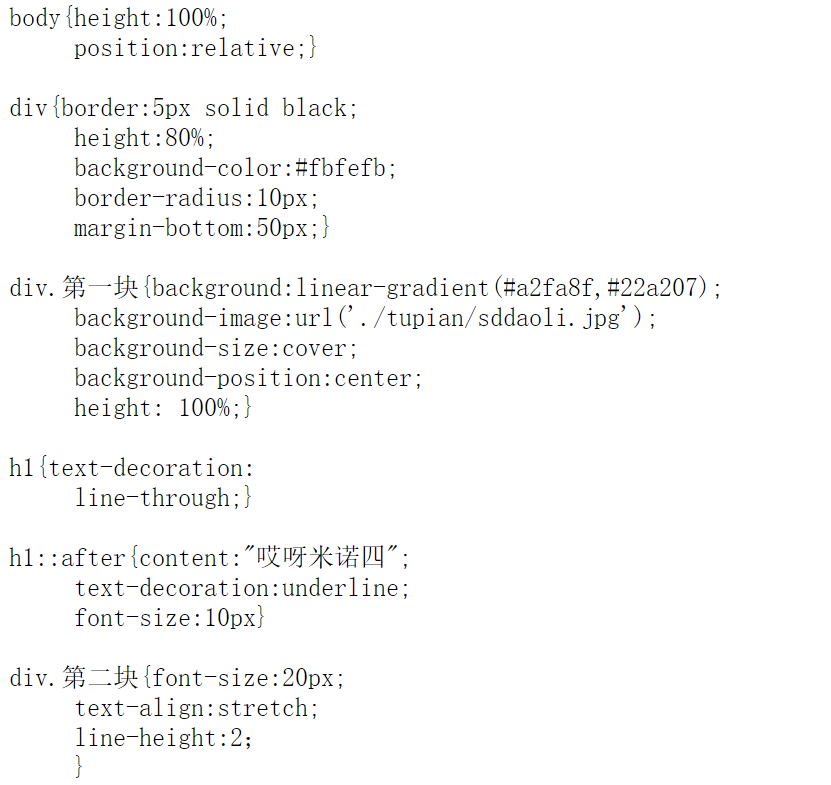 body{height:100%;
position:relative;}
div{border:5px solid black;
height:80%;
background-color:#fbfefb;
border-radius:10px;
margin-bottom:50px;}
div.第一块{background:linear-gradient(#a2fa8f,#22a207);
background-image:url('./tupian/sddaoli.jpg');
background-size:cover;
background-position:center;
height: 100%;}
h1{text-decoration:
line-through;}
h1::after{content:"哎呀米诺四";
text-decoration:underline;
font-size:10px}
div.第二块{font-size:20px;
text-align:stretch;
line-height:2；
}